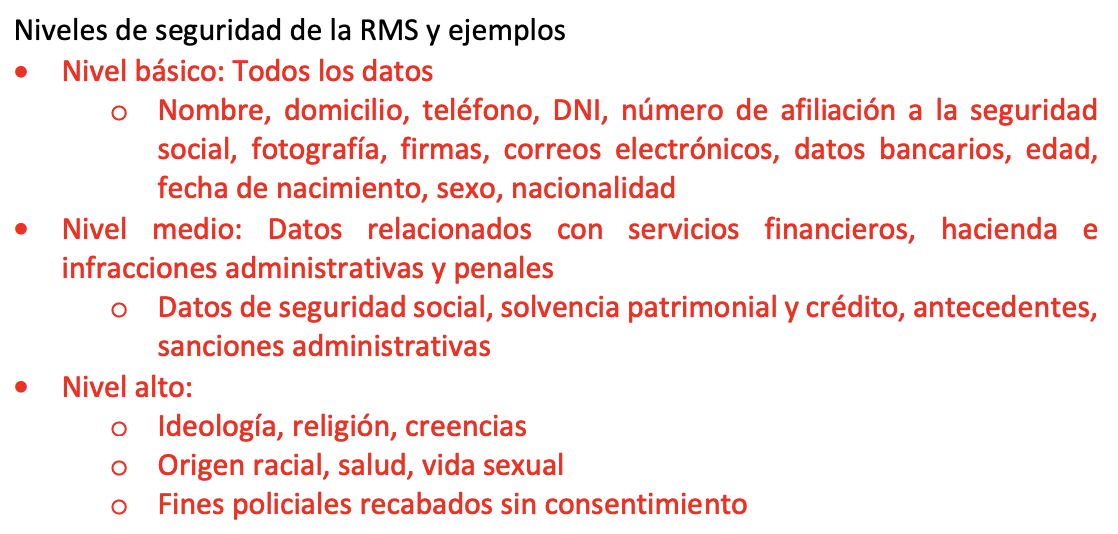 Niveles de seguridad de la RMS y ejemplos
• Nivel básico: Todos los datos
o Nombre, domicilio, teléfono, DNI, número de afiliación a la seguridad
social, fotografía, firmas, correos electrónicos, datos bancarios, edad,
fecha de nacimiento, sexo, nacionalidad
• Nivel medio: Datos relacionados con servicios financieros, hacienda e
infracciones administrativas y penales
o Datos de seguridad social, solvencia patrimonial y crédito, antecedentes,
sanciones administrativas
• Nivel alto:
o Ideología, religión, creencias
o Origen racial, salud, vida sexual
o Fines policiales recabados sin consentimiento